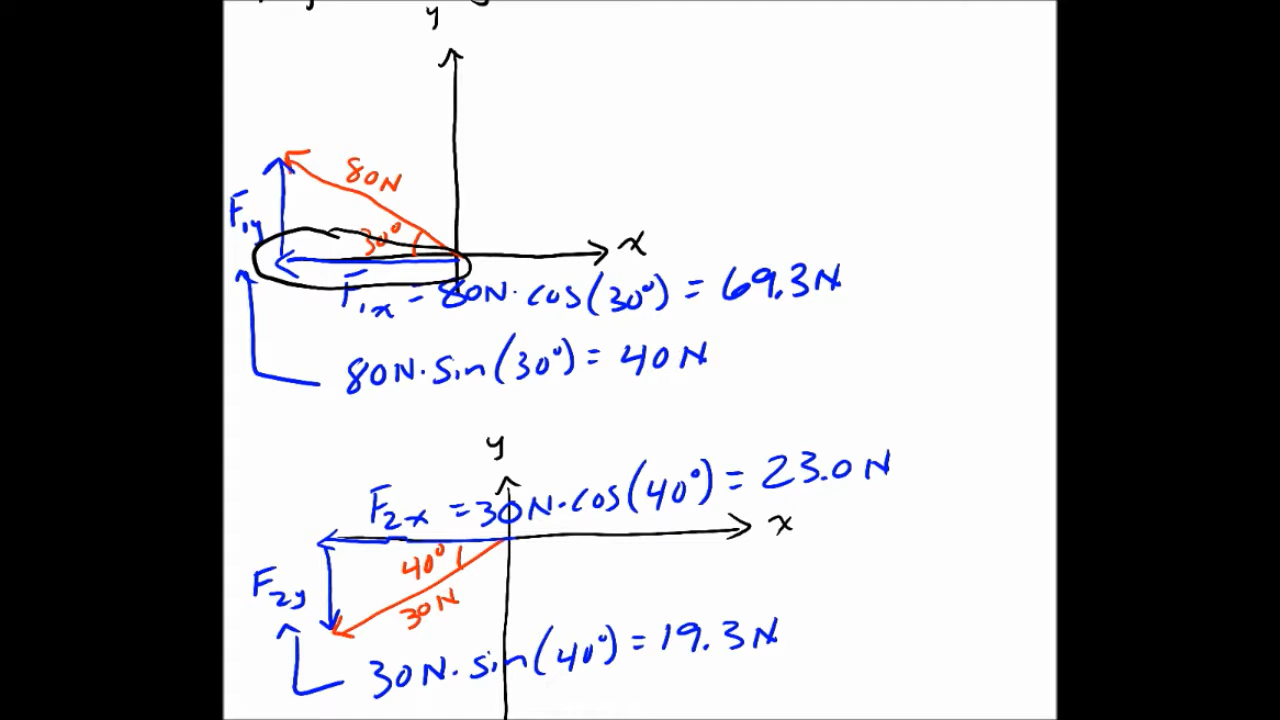 y
80N
F1y
30°
x
F1x = 80N·cos(30°) = 69.3N
80N·sin(30°) = 40N
y
F2x = 30N·cos(40°) = 23.0N
x
40°
F2y
30N
30N·sin(40°) = 19.3N